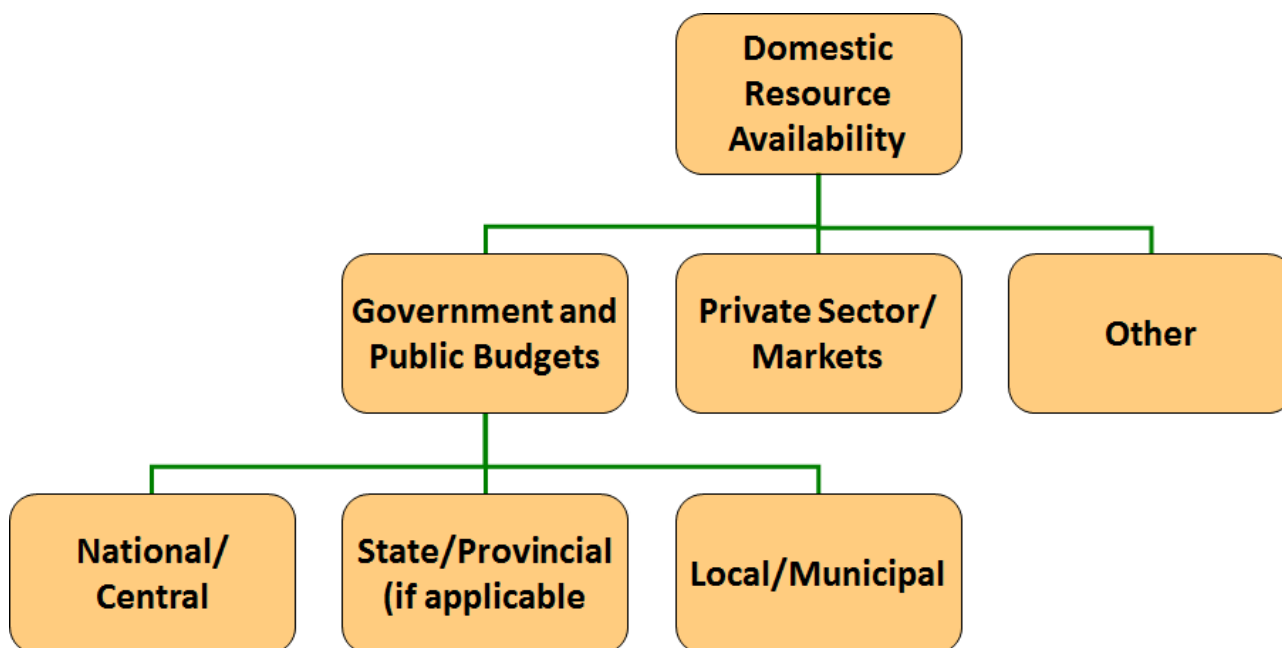 Domestic
Resource
Availability
Government and
Public Budgets
Private Sector/
Markets
Other
National/
Central
State/Provincial
(if applicable
Local/Municipal